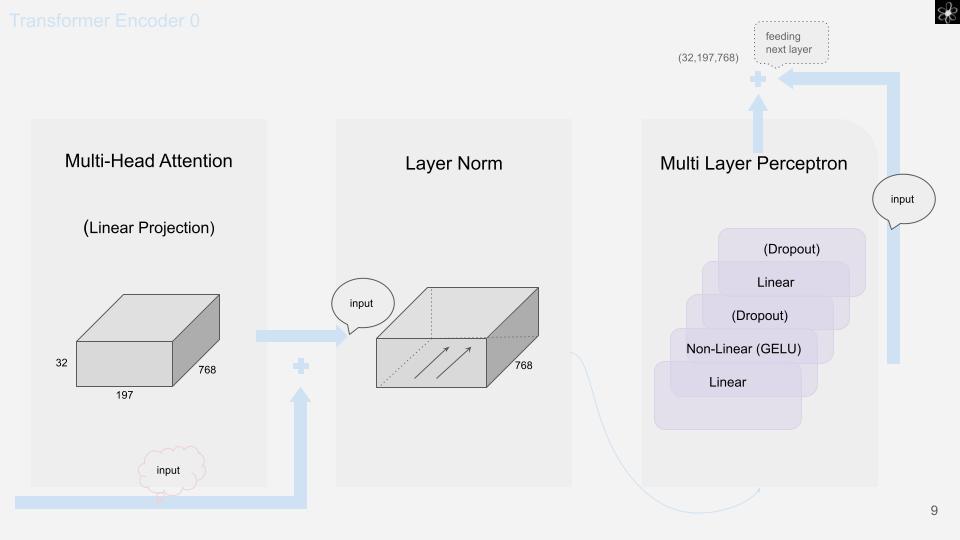 Transformer Encoder 0
feeding
next layer
(32,197,768)
Multi-Head Attention
(Linear Projection)
32
197
768
input
Layer Norm
input
768
Multi Layer Perceptron
input
(Dropout)
Linear
(Dropout)
Non-Linear (GELU)
Linear
9